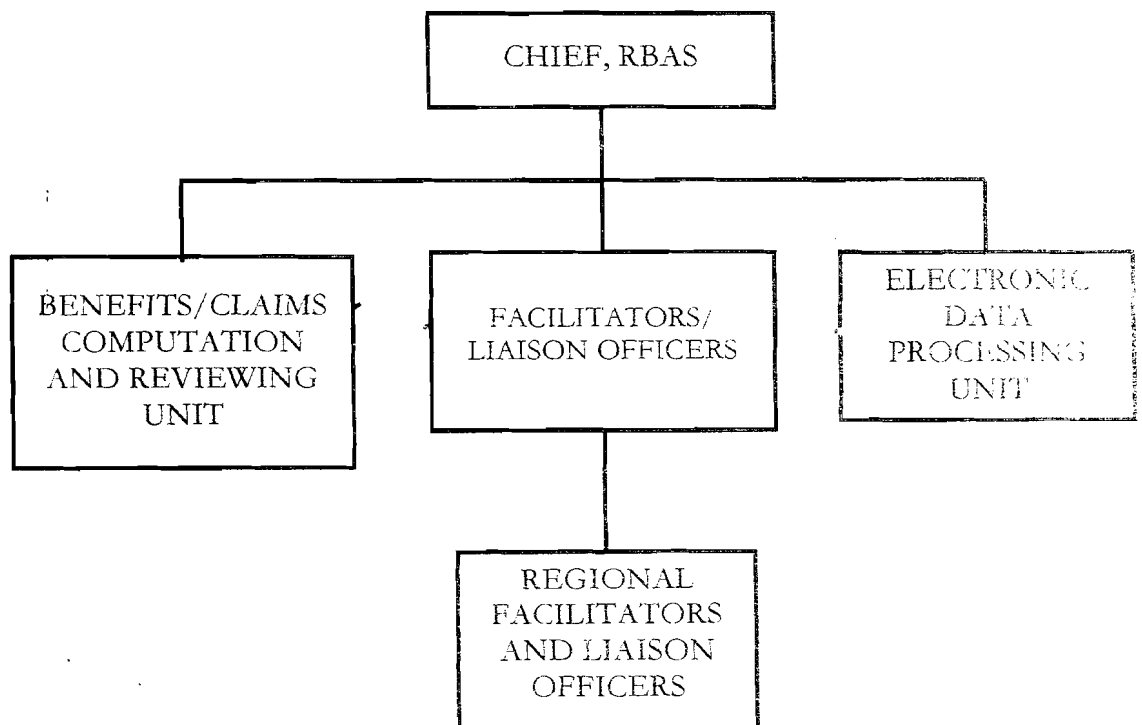 CHIEF, RBAS
BENEFITS/CLAIMS
COMPUTATION
AND REVIEWING
UNIT
FACILITATORS/
LIAISON OFFICERS
ELECTRONIC
DATA
PROCESSING
UNIT
REGIONAL
FACILITATORS
AND LIAISON
OFFICERS